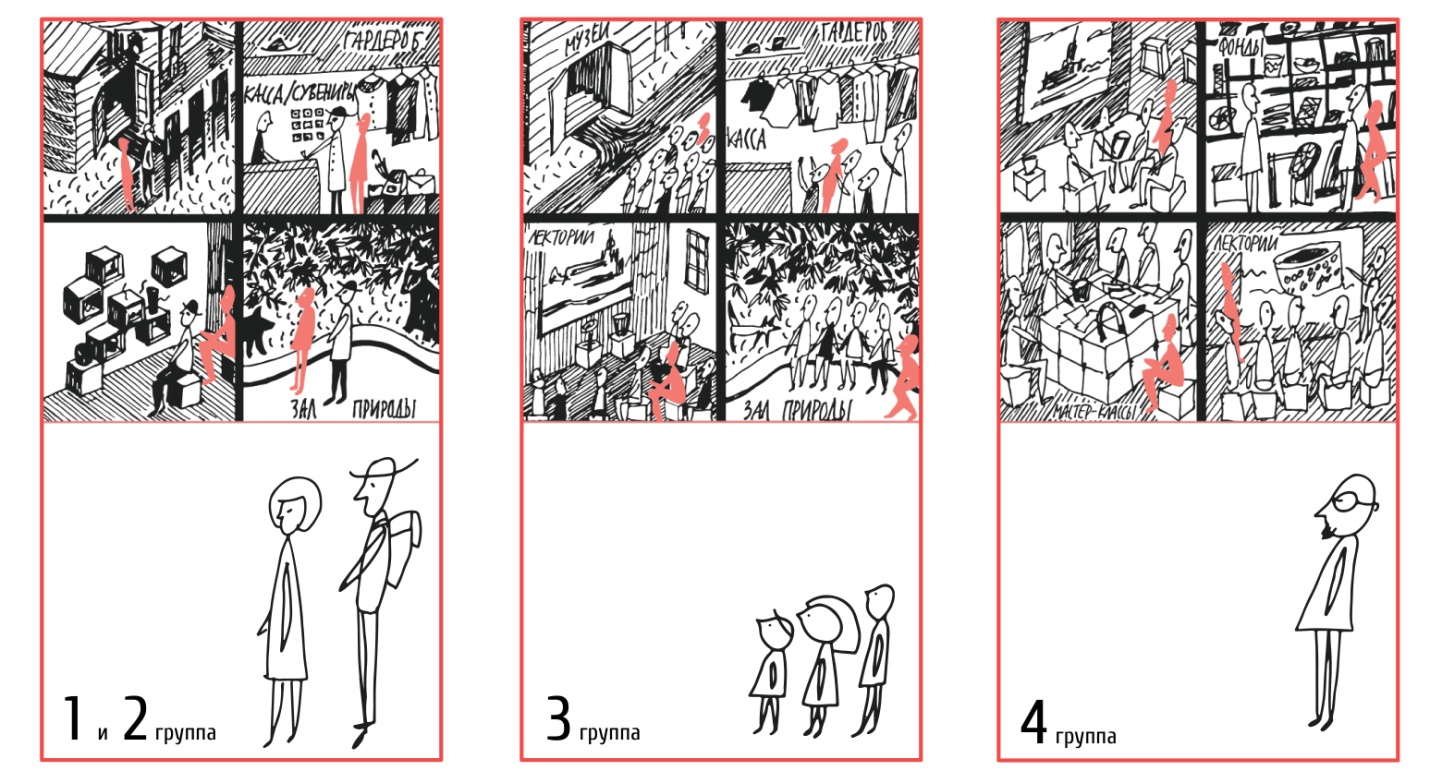 ГАРДЕРОБ
КАССА/СУВЕНИРЫ
ЗАЛ ПРИРОДЫ
1 и 2 группа
МУЗЕЙ
ГАРДЕРОБ
КАССА
ЛЕКТОРИЙ
ЗАЛ ПРИРОДЫ
3 группа
ФОНДЫ
МАСТЕР-КЛАССЫ
ЛЕКТОРИЙ
4 группа